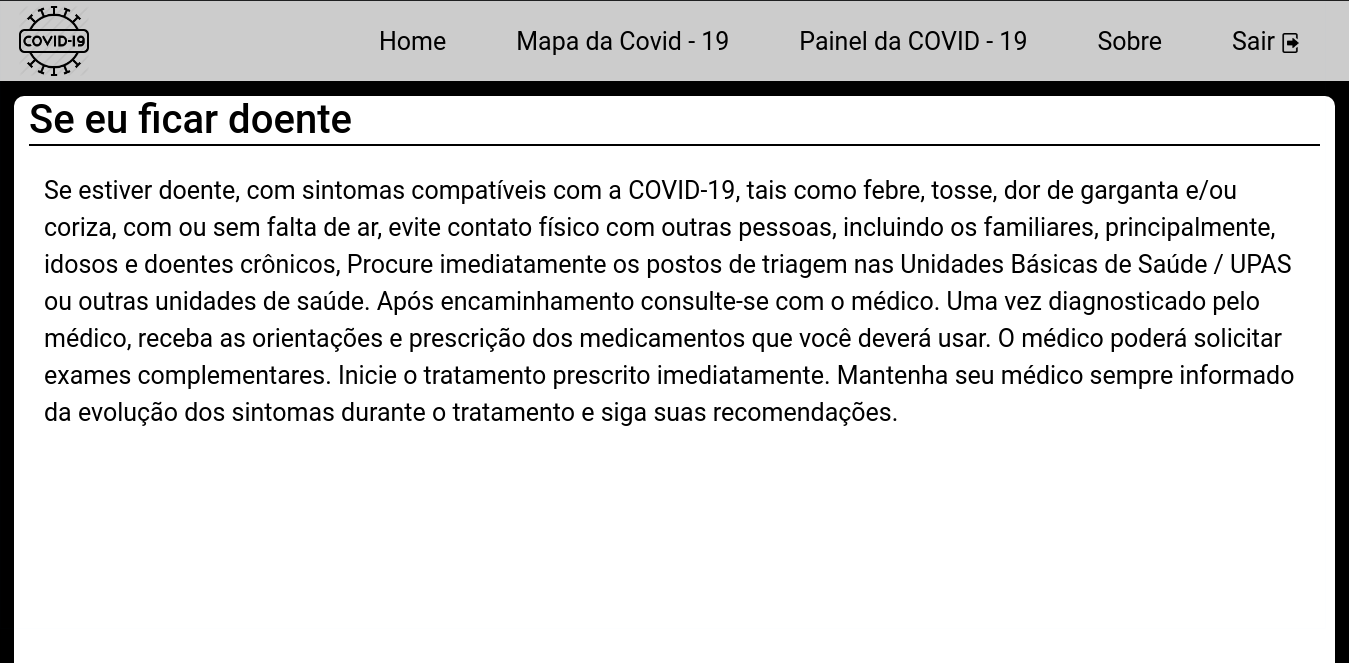 COVID-19
Home
Mapa da Covid - 19
Painel da COVID - 19
Sobre
Sair
Se eu ficar doente
Se estiver doente, com sintomas compatíveis com a COVID-19, tais como febre, tosse, dor de garganta e/ou
coriza, com ou sem falta de ar, evite contato físico com outras pessoas, incluindo os familiares, principalmente,
idosos e doentes crônicos, Procure imediatamente os postos de triagem nas Unidades Básicas de Saúde / UPAS
ou outras unidades de saúde. Após encaminhamento consulte-se com o médico. Uma vez diagnosticado pelo
médico, receba as orientações e prescrição dos medicamentos que você deverá usar. O médico poderá solicitar
exames complementares. Inicie o tratamento prescrito imediatamente. Mantenha seu médico sempre informado
da evolução dos sintomas durante o tratamento e siga suas recomendações.